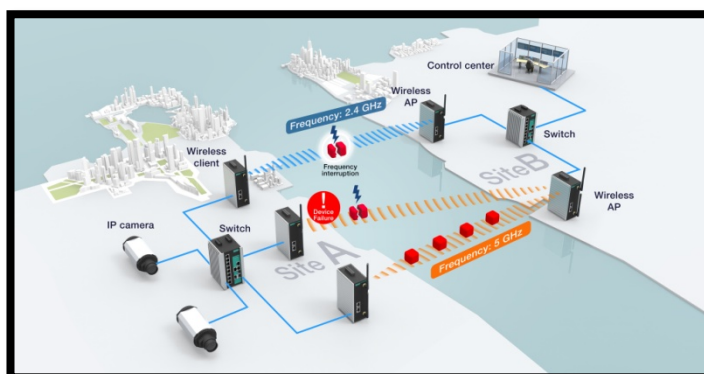 Control center
Wireless
AP
Frequency: 2.4 GHz
Switch
Wireless
client
Frequency
interruption
Site B
Wireless
AP
!
Device
Failure
IP camera
Switch
Site A
Frequency: 5 GHz